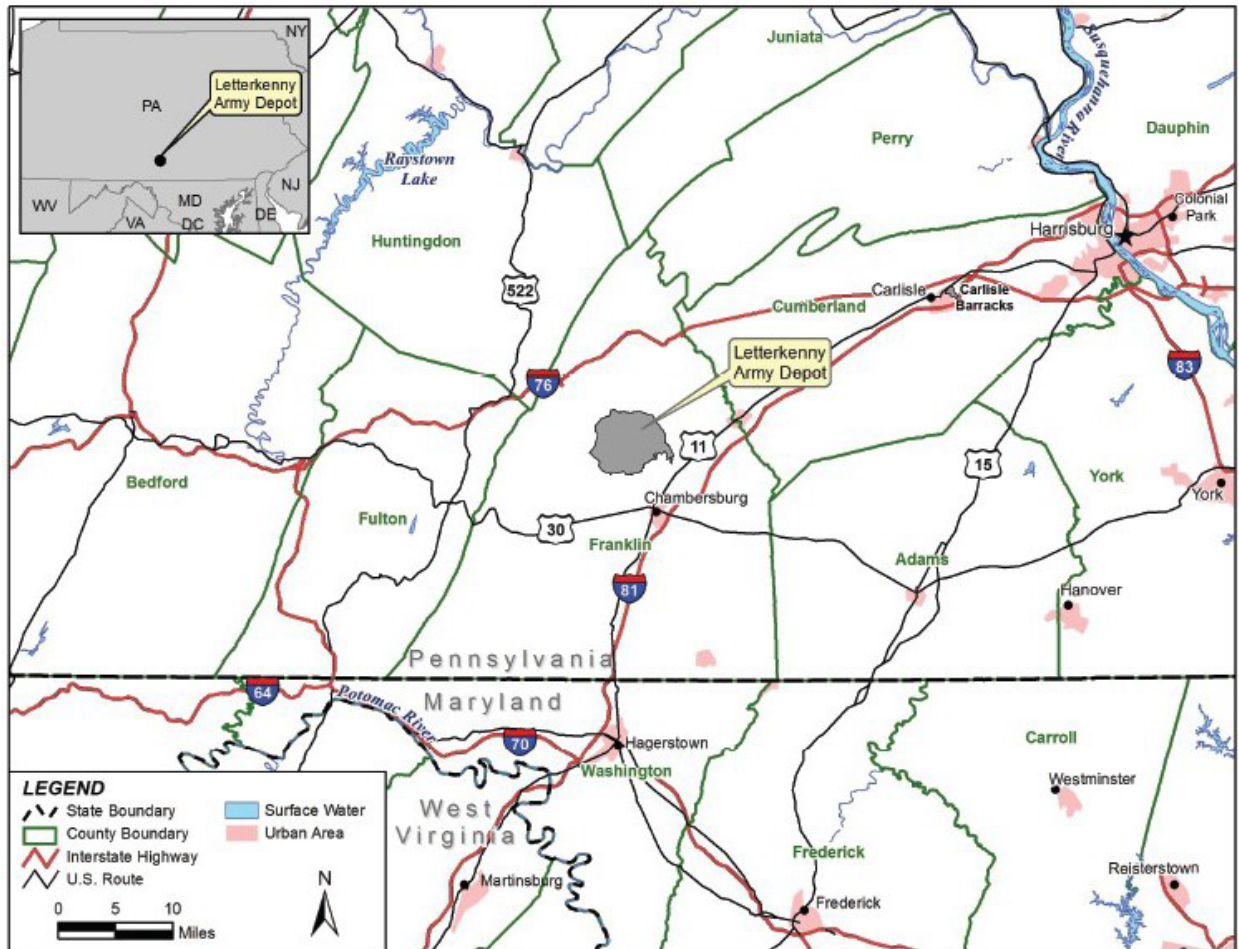 NY
PA
Letterkenny
Army Depot
WV
VA
MD
DC
DE
NJ
Juniata
Susquehanna River
Perry
Dauphin
Raystown
Lake
Huntingdon
Colonial
Park
Harrisburg
522
Carlisle
Carlisle
Barracks
Cumberland
Letterkenny
Army Depot
76
83
11
15
Bedford
Fulton
York
York
Chambersburg
30
Franklin
Adams
81
Hanover
Pennsylvania
64
Potomac River
Maryland
70
Hagerstown
Washington
Carroll
Westminster
West
Virginia
Frederick
Martinsburg
Frederick
Reisterstown
LEGEND
State Boundary
County Boundary
Interstate Highway
U.S. Route
Surface Water
Urban Area
N
0 5 10
Miles